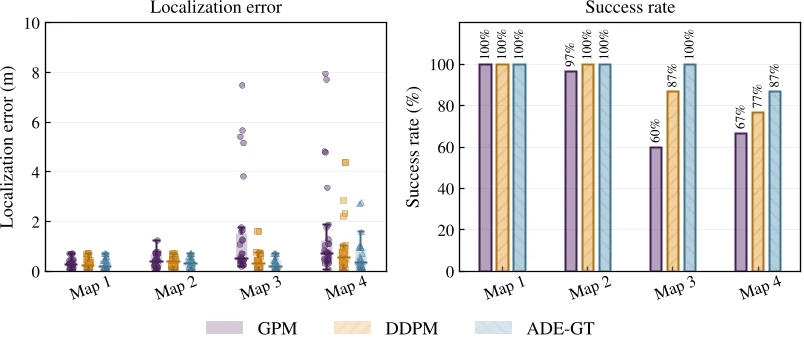 Localization error
Localization error (m)
10
8
6
4
2
0
Map 1
Map 2
Map 3
Map 4
Success rate
Success rate (%)
100
80
60
40
20
0
100%
100%
100%
97%
100%
100%
60%
87%
100%
67%
77%
87%
Map 1
Map 2
Map 3
Map 4
GPM
DDPM
ADE-GT